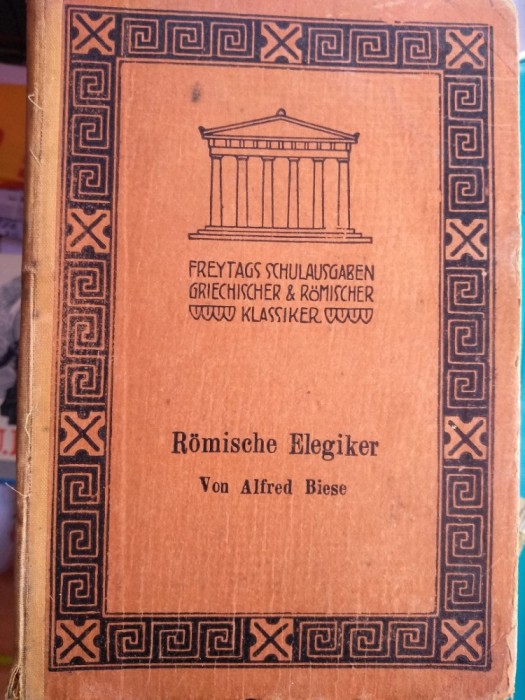 FREYTAGS SCHULAUSGABEN
GRIECHISCHER & RÖMISCHER
KLASSIKER
Römische Elegiker
Von Alfred Biese